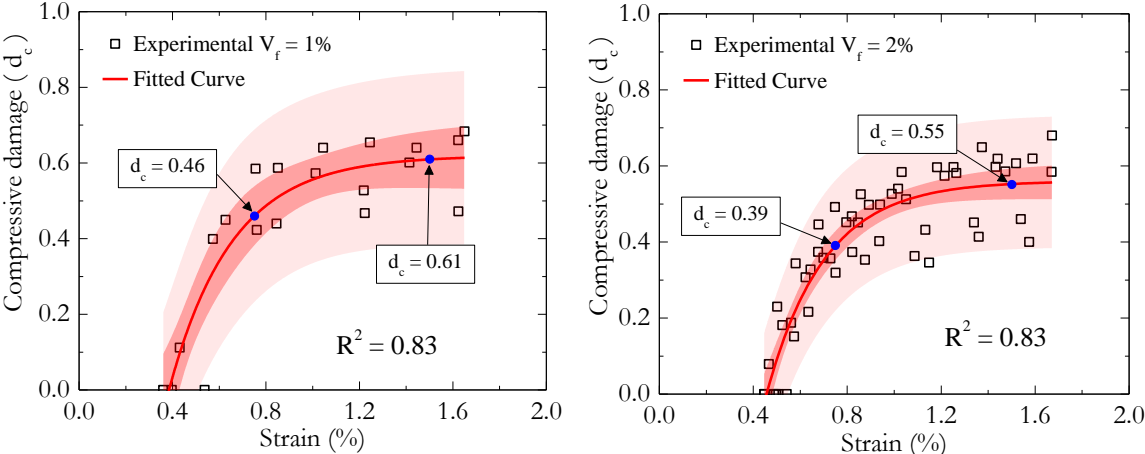 Compressive damage ( d_c )
1.0
0.8
0.6
0.4
0.2
0.0
Experimental V_f = 1%
Fitted Curve
d_c = 0.46
d_c = 0.61
R^2 = 0.83
0.0 0.4 0.8 1.2 1.6 2.0
Strain (%)
Compressive damage ( d_c )
1.0
0.8
0.6
0.4
0.2
0.0
Experimental V_f = 2%
Fitted Curve
d_c = 0.55
d_c = 0.39
R^2 = 0.83
0.0 0.4 0.8 1.2 1.6 2.0
Strain (%)